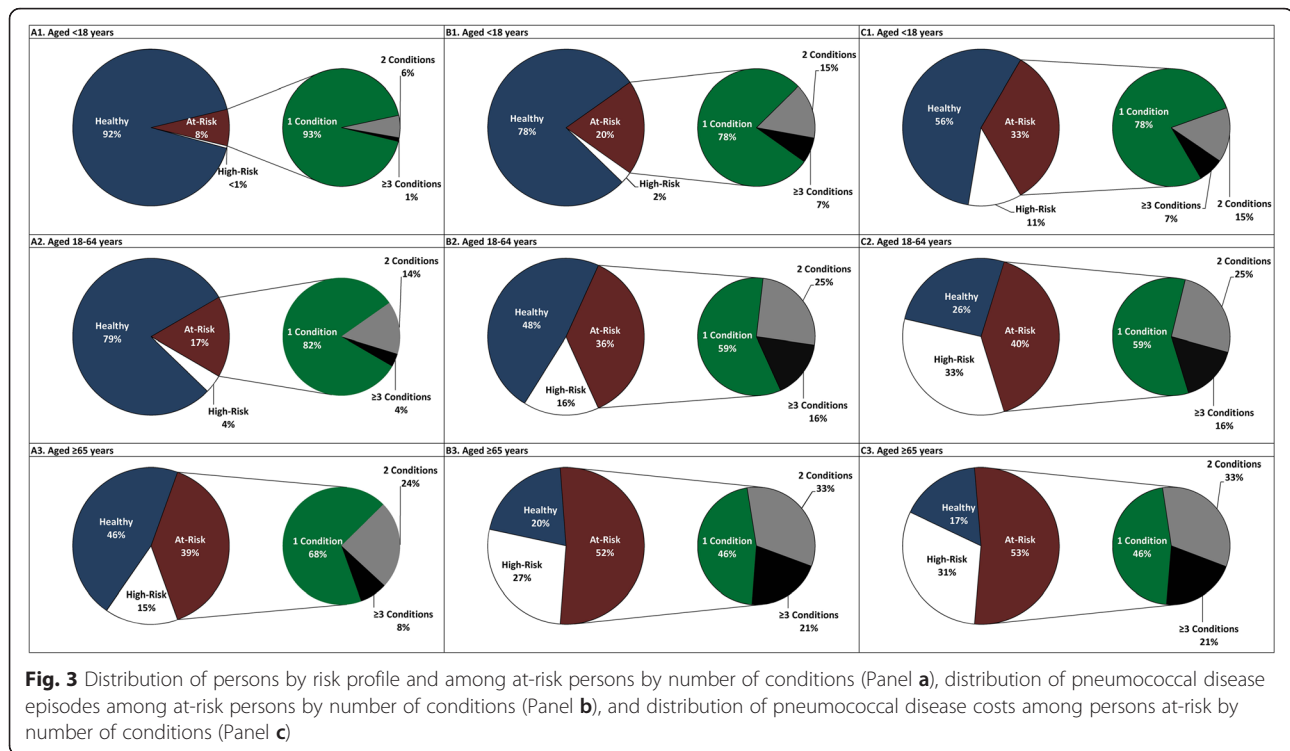 A1. Aged <18 years
Healthy
92%
At-Risk
8%
High-Risk
<1%
1 Condition
93%
2 Conditions
6%
≥3 Conditions
1%
B1. Aged <18 years
Healthy
78%
At-Risk
20%
High-Risk
2%
1 Condition
78%
2 Conditions
15%
≥3 Conditions
7%
C1. Aged <18 years
Healthy
56%
At-Risk
33%
High-Risk
11%
1 Condition
78%
≥3 Conditions
7%
2 Conditions
15%
A2. Aged 18-64 years
Healthy
79%
At-Risk
17%
High-Risk
4%
1 Condition
82%
2 Conditions
14%
≥3 Conditions
4%
B2. Aged 18-64 years
Healthy
48%
At-Risk
36%
High-Risk
16%
1 Condition
59%
2 Conditions
25%
≥3 Conditions
16%
C2. Aged 18-64 years
Healthy
26%
At-Risk
40%
High-Risk
33%
1 Condition
59%
2 Conditions
25%
≥3 Conditions
16%
A3. Aged ≥65 years
Healthy
46%
At-Risk
39%
High-Risk
15%
1 Condition
68%
2 Conditions
24%
≥3 Conditions
8%
B3. Aged ≥65 years
Healthy
20%
At-Risk
52%
High-Risk
27%
1 Condition
46%
2 Conditions
33%
≥3 Conditions
21%
C3. Aged ≥65 years
Healthy
17%
At-Risk
53%
High-Risk
31%
1 Condition
46%
2 Conditions
33%
≥3 Conditions
21%
Fig. 3 Distribution of persons by risk profile and among at-risk persons by number of conditions (Panel a), distribution of pneumococcal disease
episodes among at-risk persons by number of conditions (Panel b), and distribution of pneumococcal disease costs among persons at-risk by
number of conditions (Panel c)